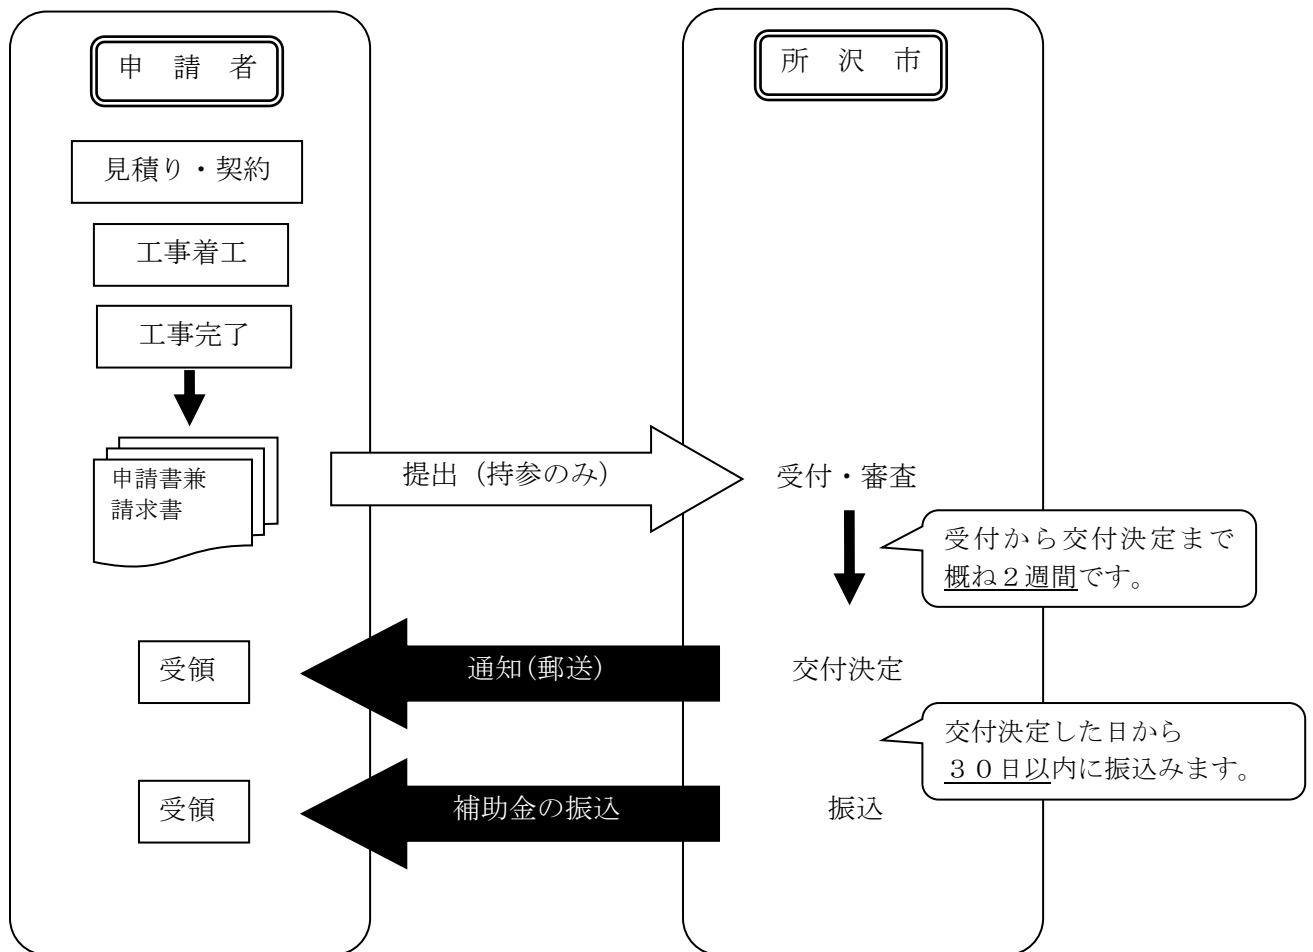 申　請　者
所　沢　市
見積り・契約
工事着工
工事完了
申請書兼
請求書
提出（持参のみ）
受付・審査
受付から交付決定まで
概ね２週間です。
受領
通知(郵送)
交付決定
交付決定した日から
３０日以内に振込みます。
受領
補助金の振込
振込